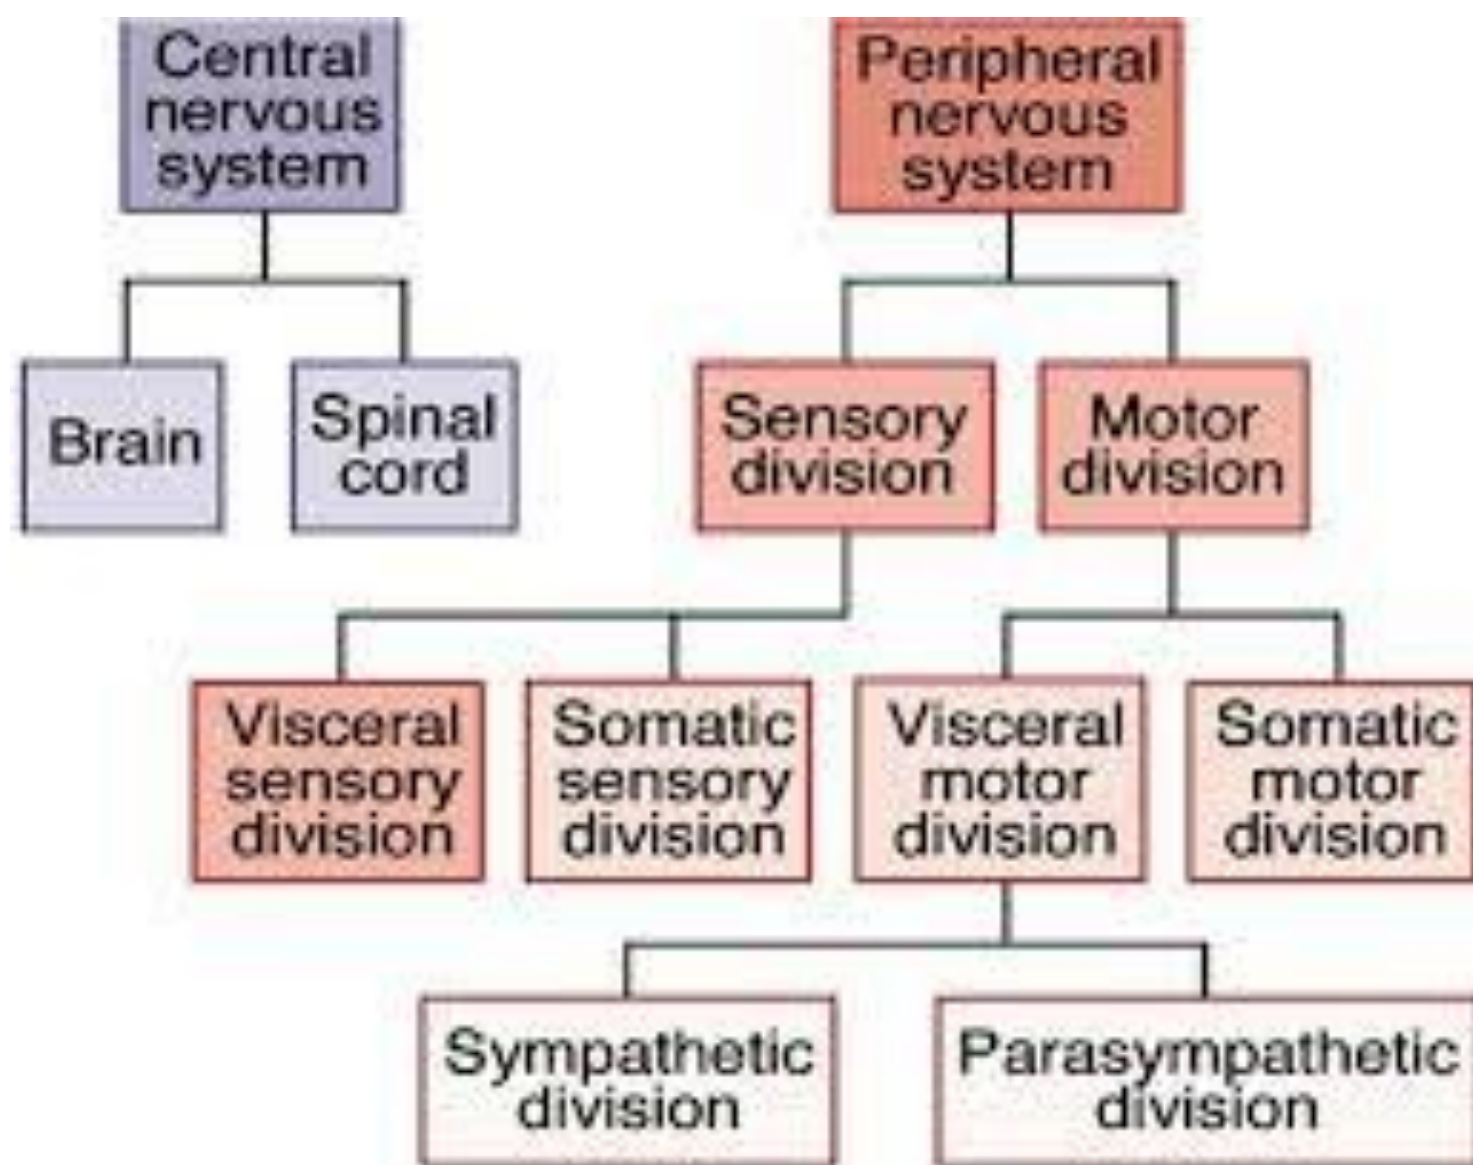 Central
nervous
system
Peripheral
nervous
system
Brain
Spinal
cord
Sensory
division
Motor
division
Visceral
sensory
division
Somatic
sensory
division
Visceral
motor
division
Somatic
motor
division
Sympathetic
division
Parasympathetic
division